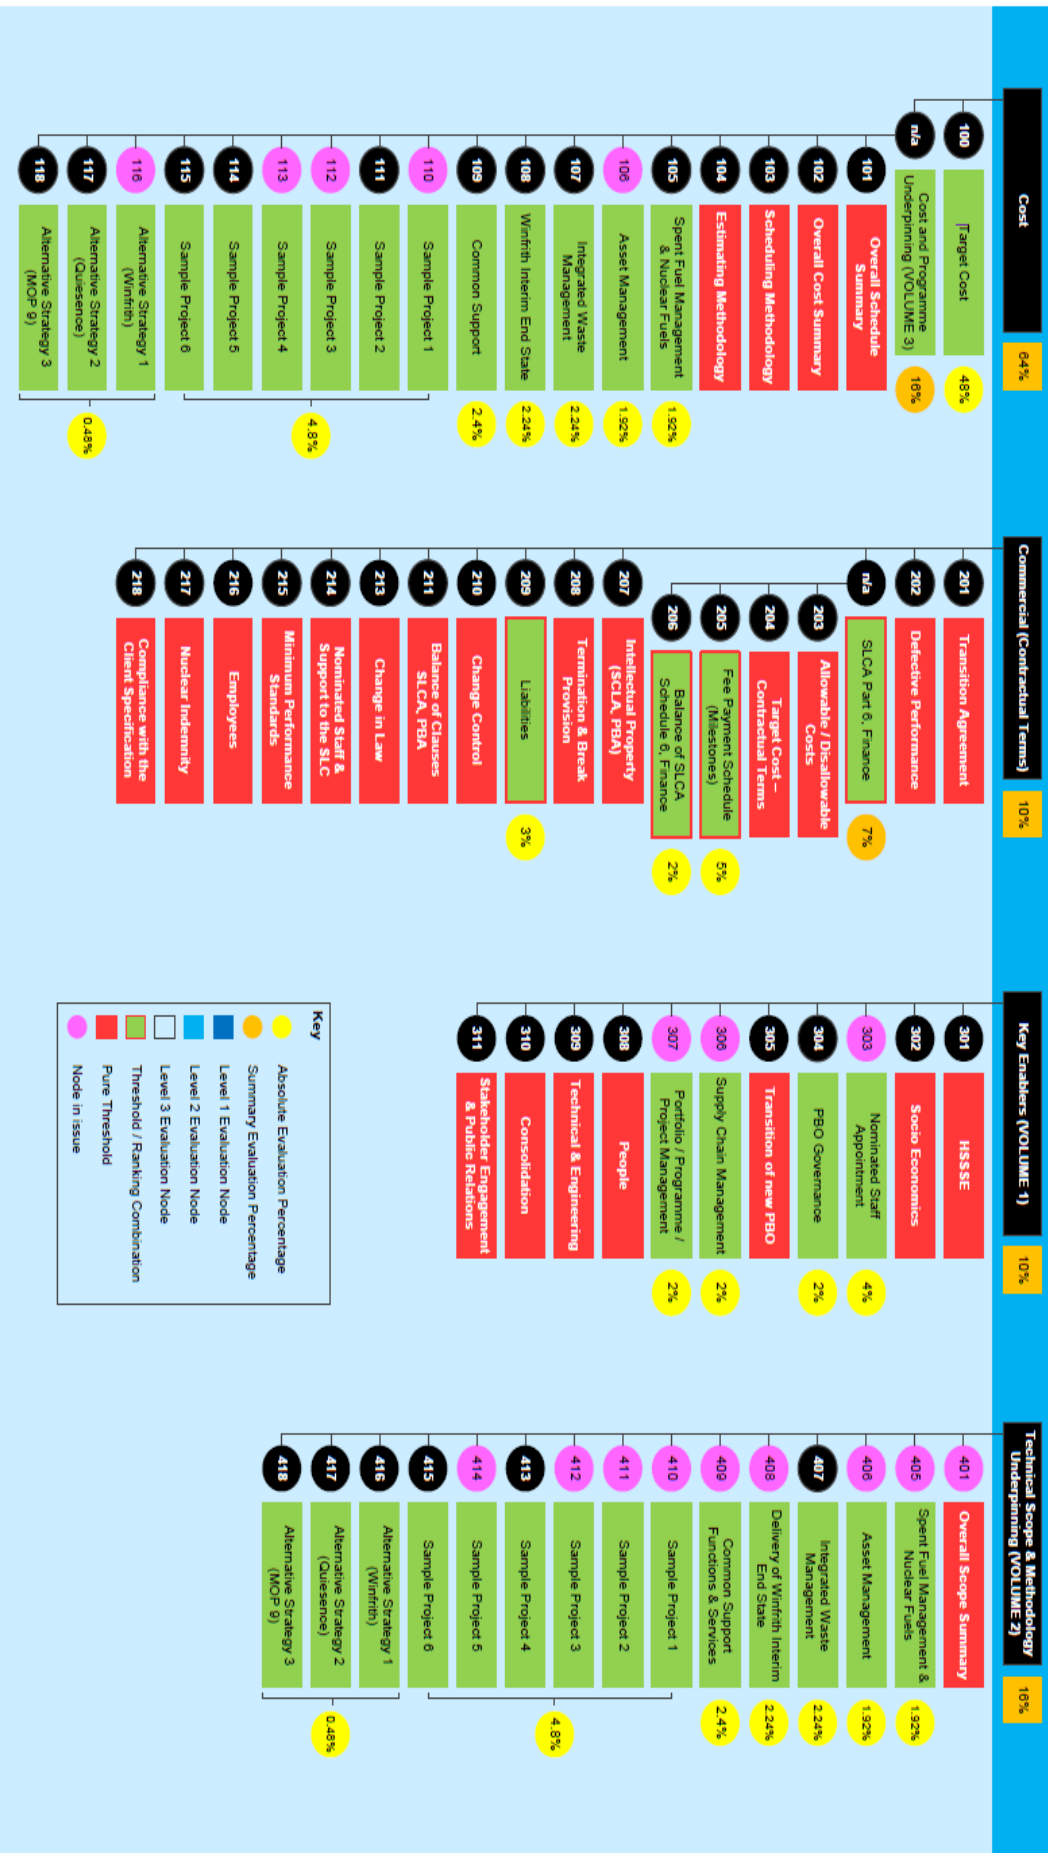 Cost
64%
100
Target Cost
48%
n/a
Cost and Programme
Underpinning (VOLUME 3)
16%
101
Overall Schedule
Summary
102
Overall Cost Summary
103
Scheduling Methodology
104
Estimating Methodology
105
Spent Fuel Management
& Nuclear Fuels
1.92%
106
Asset Management
1.92%
107
Integrated Waste
Management
2.24%
108
Winfrith Interim End State
2.24%
109
Common Support
2.4%
110
Sample Project 1
111
Sample Project 2
112
Sample Project 3
113
Sample Project 4
114
Sample Project 5
115
Sample Project 6
4.8%
116
Alternative Strategy 1
(Winfrith)
117
Alternative Strategy 2
(Quiesence)
118
Alternative Strategy 3
(MOP 9)
0.48%
Commercial (Contractual Terms)
10%
201
Transition Agreement
202
Defective Performance
n/a
SLCA Part 6, Finance
7%
203
Allowable / Disallowable
Costs
204
Target Cost –
Contractual Terms
205
Fee Payment Schedule
(Milestones)
5%
206
Balance of SLCA
Schedule 6, Finance
2%
207
Intellectual Property
(SCLA, PBA)
208
Termination & Break
Provision
209
Liabilities
3%
210
Change Control
211
Balance of Clauses
SLCA, PBA
213
Change in Law
214
Nominated Staff &
Support to the SLC
215
Minimum Performance
Standards
216
Employees
217
Nuclear Indemnity
218
Compliance with the
Client Specification
Key Enablers (VOLUME 1)
10%
301
HSSSE
302
Socio Economics
303
Nominated Staff
Appointment
4%
304
PBO Governance
2%
305
Transition of new PBO
306
Supply Chain Management
2%
307
Portfolio / Programme /
Project Management
2%
308
People
309
Technical & Engineering
310
Consolidation
311
Stakeholder Engagement
& Public Relations
Key
Absolute Evaluation Percentage
Summary Evaluation Percentage
Level 1 Evaluation Node
Level 2 Evaluation Node
Level 3 Evaluation Node
Threshold / Ranking Combination
Pure Threshold
Node in issue
Technical Scope & Methodology
Underpinning (VOLUME 2)
16%
401
Overall Scope Summary
405
Spent Fuel Management &
Nuclear Fuels
1.92%
406
Asset Management
1.92%
407
Integrated Waste
Management
2.24%
408
Delivery of Winfrith Interim
End State
2.24%
409
Common Support
Functions & Services
2.4%
410
Sample Project 1
411
Sample Project 2
412
Sample Project 3
413
Sample Project 4
414
Sample Project 5
415
Sample Project 6
4.8%
416
Alternative Strategy 1
(Winfrith)
417
Alternative Strategy 2
(Quiesence)
418
Alternative Strategy 3
(MOP 9)
0.48%